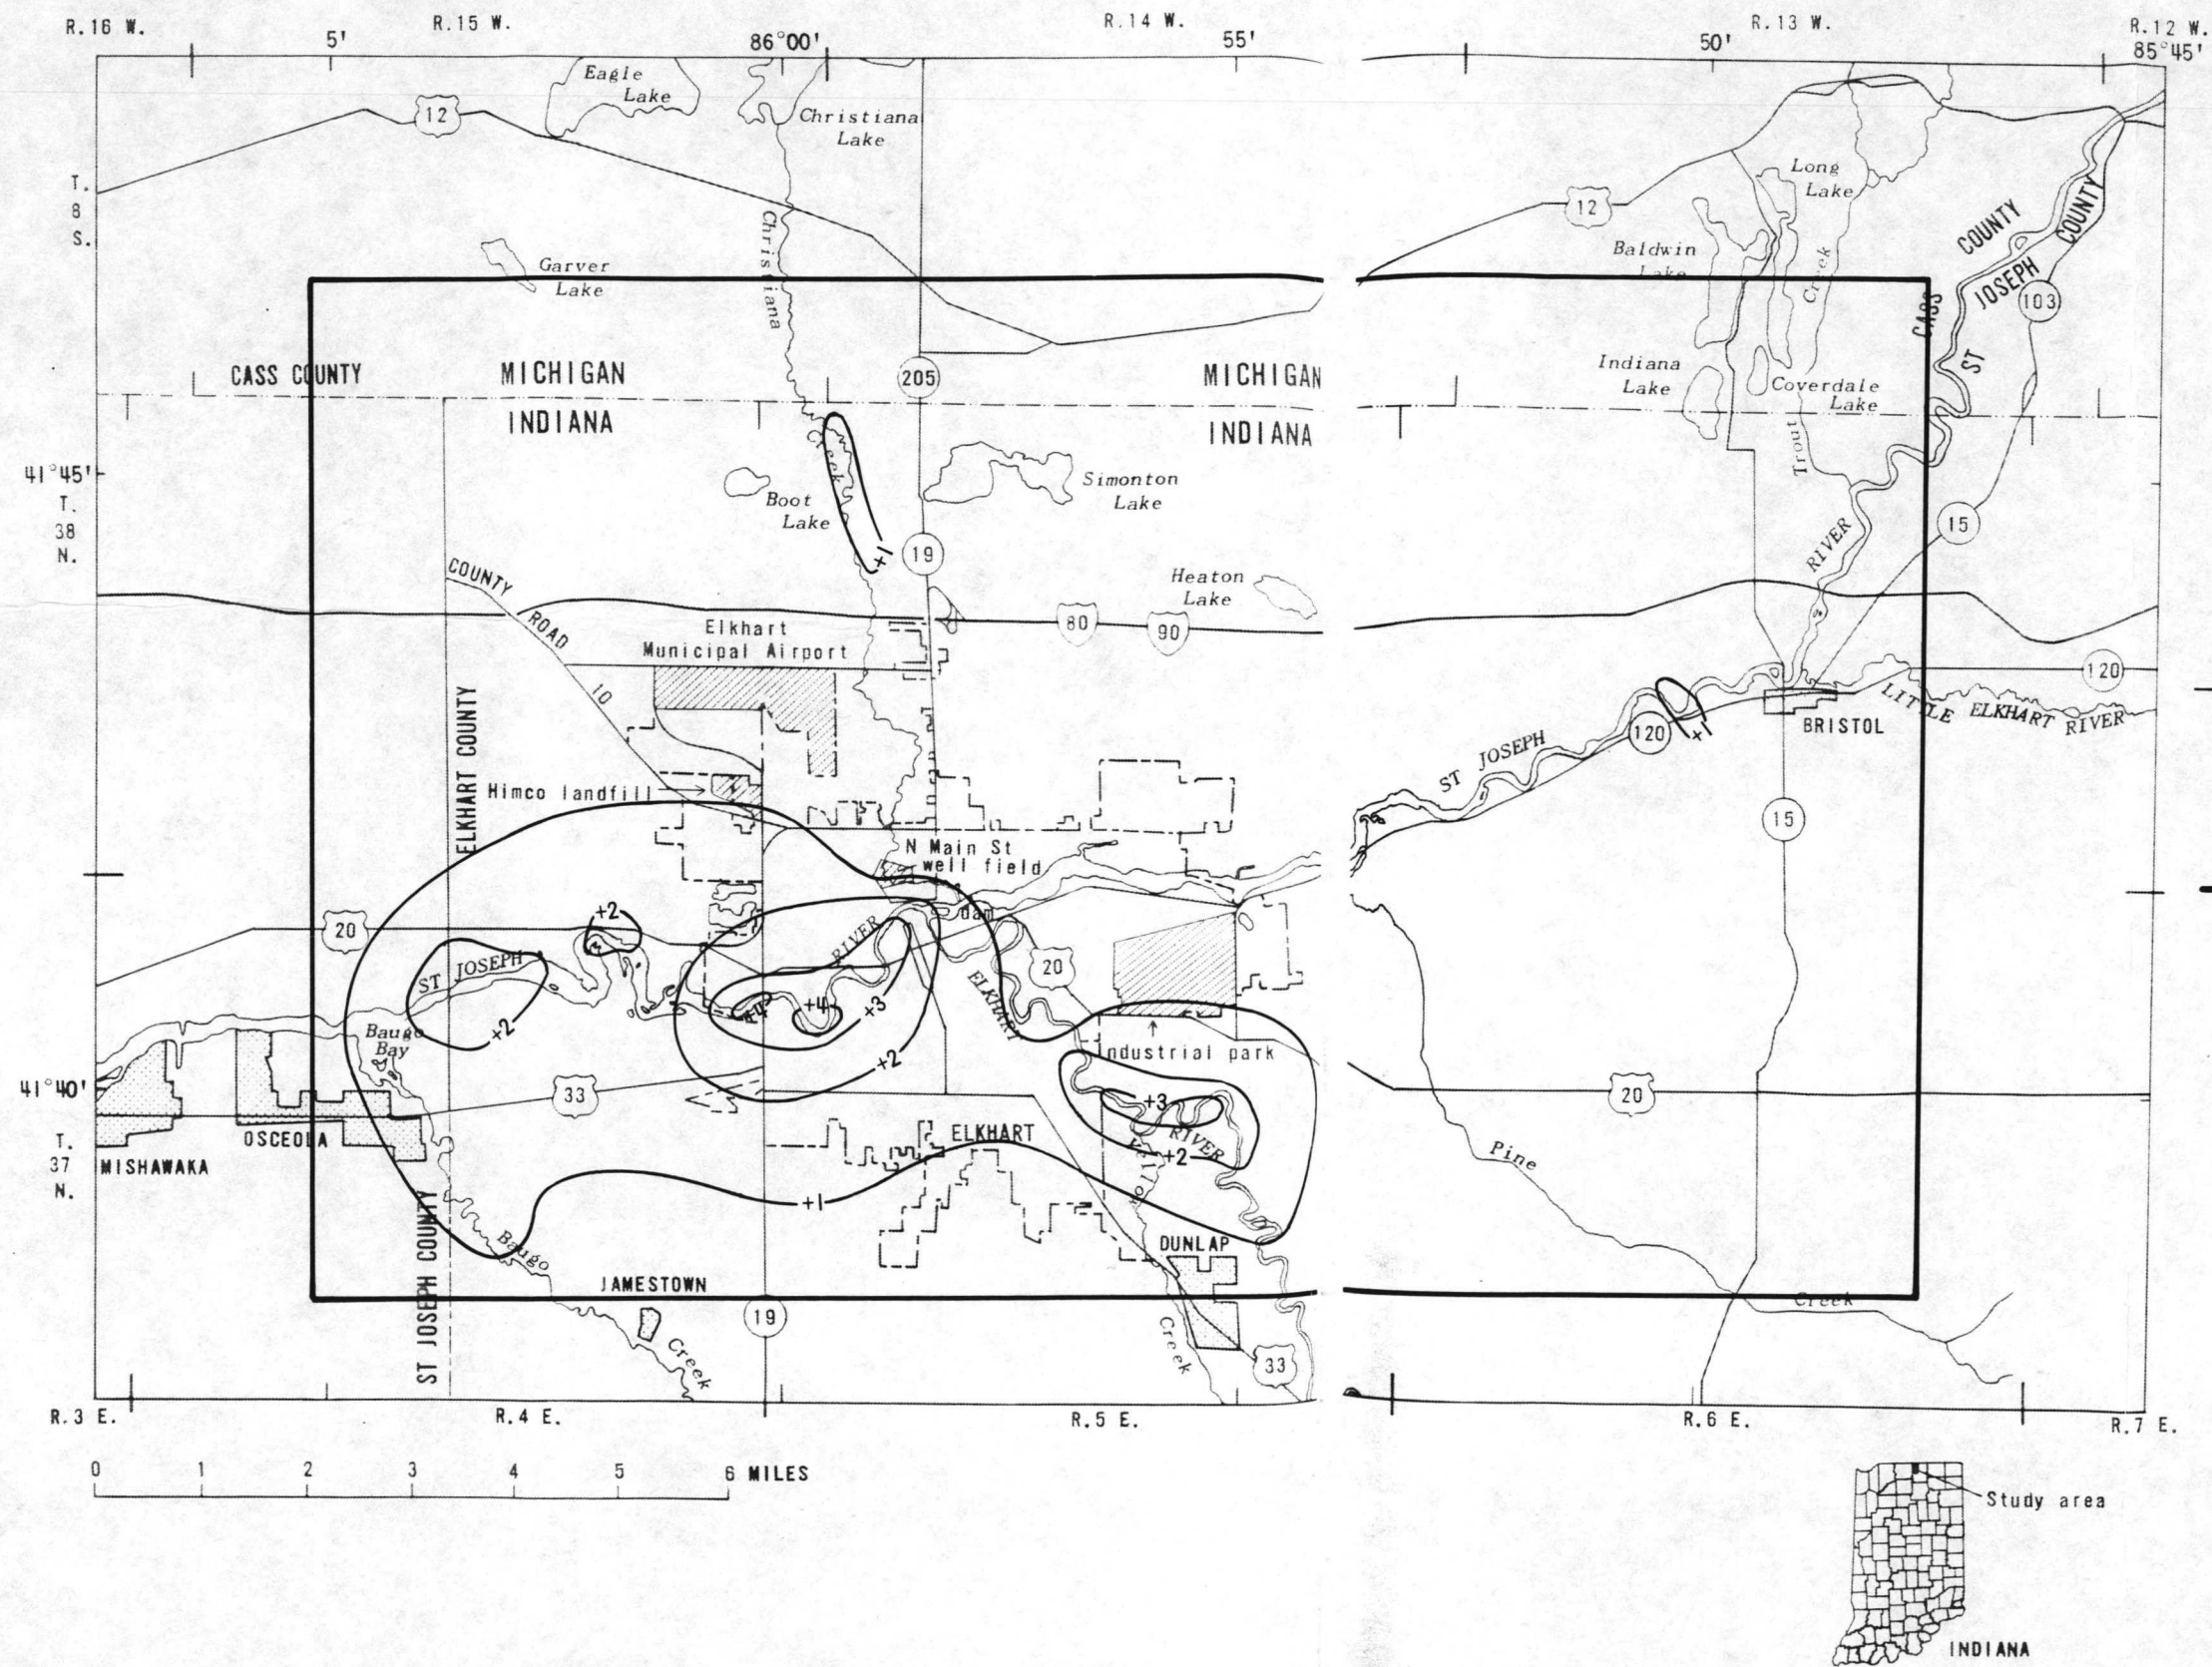 R.16 W.
5'
R.15 W.
86°00'
R.14 W.
55'
50'
R.13 W.
R.12 W.
85°45'
Eagle
Lake
12
Christiana
Lake
Long
Lake
T.
8
S.
12
COUNTY
COUNTY
Christiana
Garver
Lake
Baldwin
Lake
Creek
CASS
ST
JOSEPH
103
CASS COUNTY
MICHIGAN
205
MICHIGAN
Indiana
Lake
Coverdale
Lake
INDIANA
INDIANA
Creek
Trout
41°45'
T.
38
N.
Boot
Lake
Simonton
Lake
+1
19
15
RIVER
COUNTY
ROAD
10
Heaton
Lake
80
90
Elkhart
Municipal Airport
120
LITTLE ELKHART RIVER
BRISTOL
120
+1
ST JOSEPH
ELKHART COUNTY
Himco landfill
15
N Main St
well field
dam
20
+2
ST JOSEPH
RIVER
20
ELKHART
+2
+4
+4
+3
Baugo
Bay
+2
Industrial park
41°40'
33
+3
20
OSCEOLA
ELKHART
RIVER
+2
Yellow
Pine
T.
37
N.
MISHAWAKA
+1
ST JOSEPH COUNTY
Baugo
DUNLAP
JAMESTOWN
Creek
19
Creek
Creek
33
R.3 E.
R.4 E.
R.5 E.
R.6 E.
R.7 E.
0 1 2 3 4 5 6 MILES
Study area
INDIANA